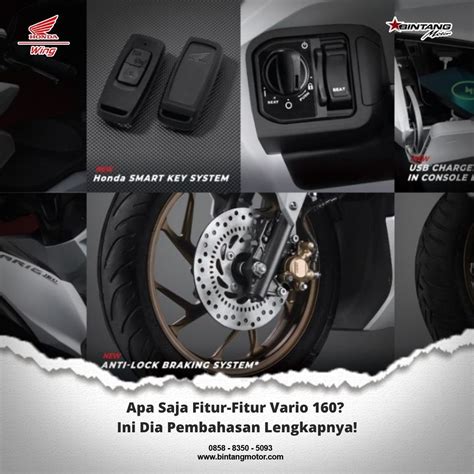 HONDA
Wing
BINTANG
Motor
SEAT
FUEL
SEAT
NEW
Honda SMART KEY SYSTEM
NEW
USB CHARGE
IN CONSOLE
NEW
ANTI-LOCK BRAKING SYSTEM*
Apa Saja Fitur-Fitur Vario 160?
Ini Dia Pembahasan Lengkapnya!
0858 - 8350 - 5093
www.bintangmotor.com